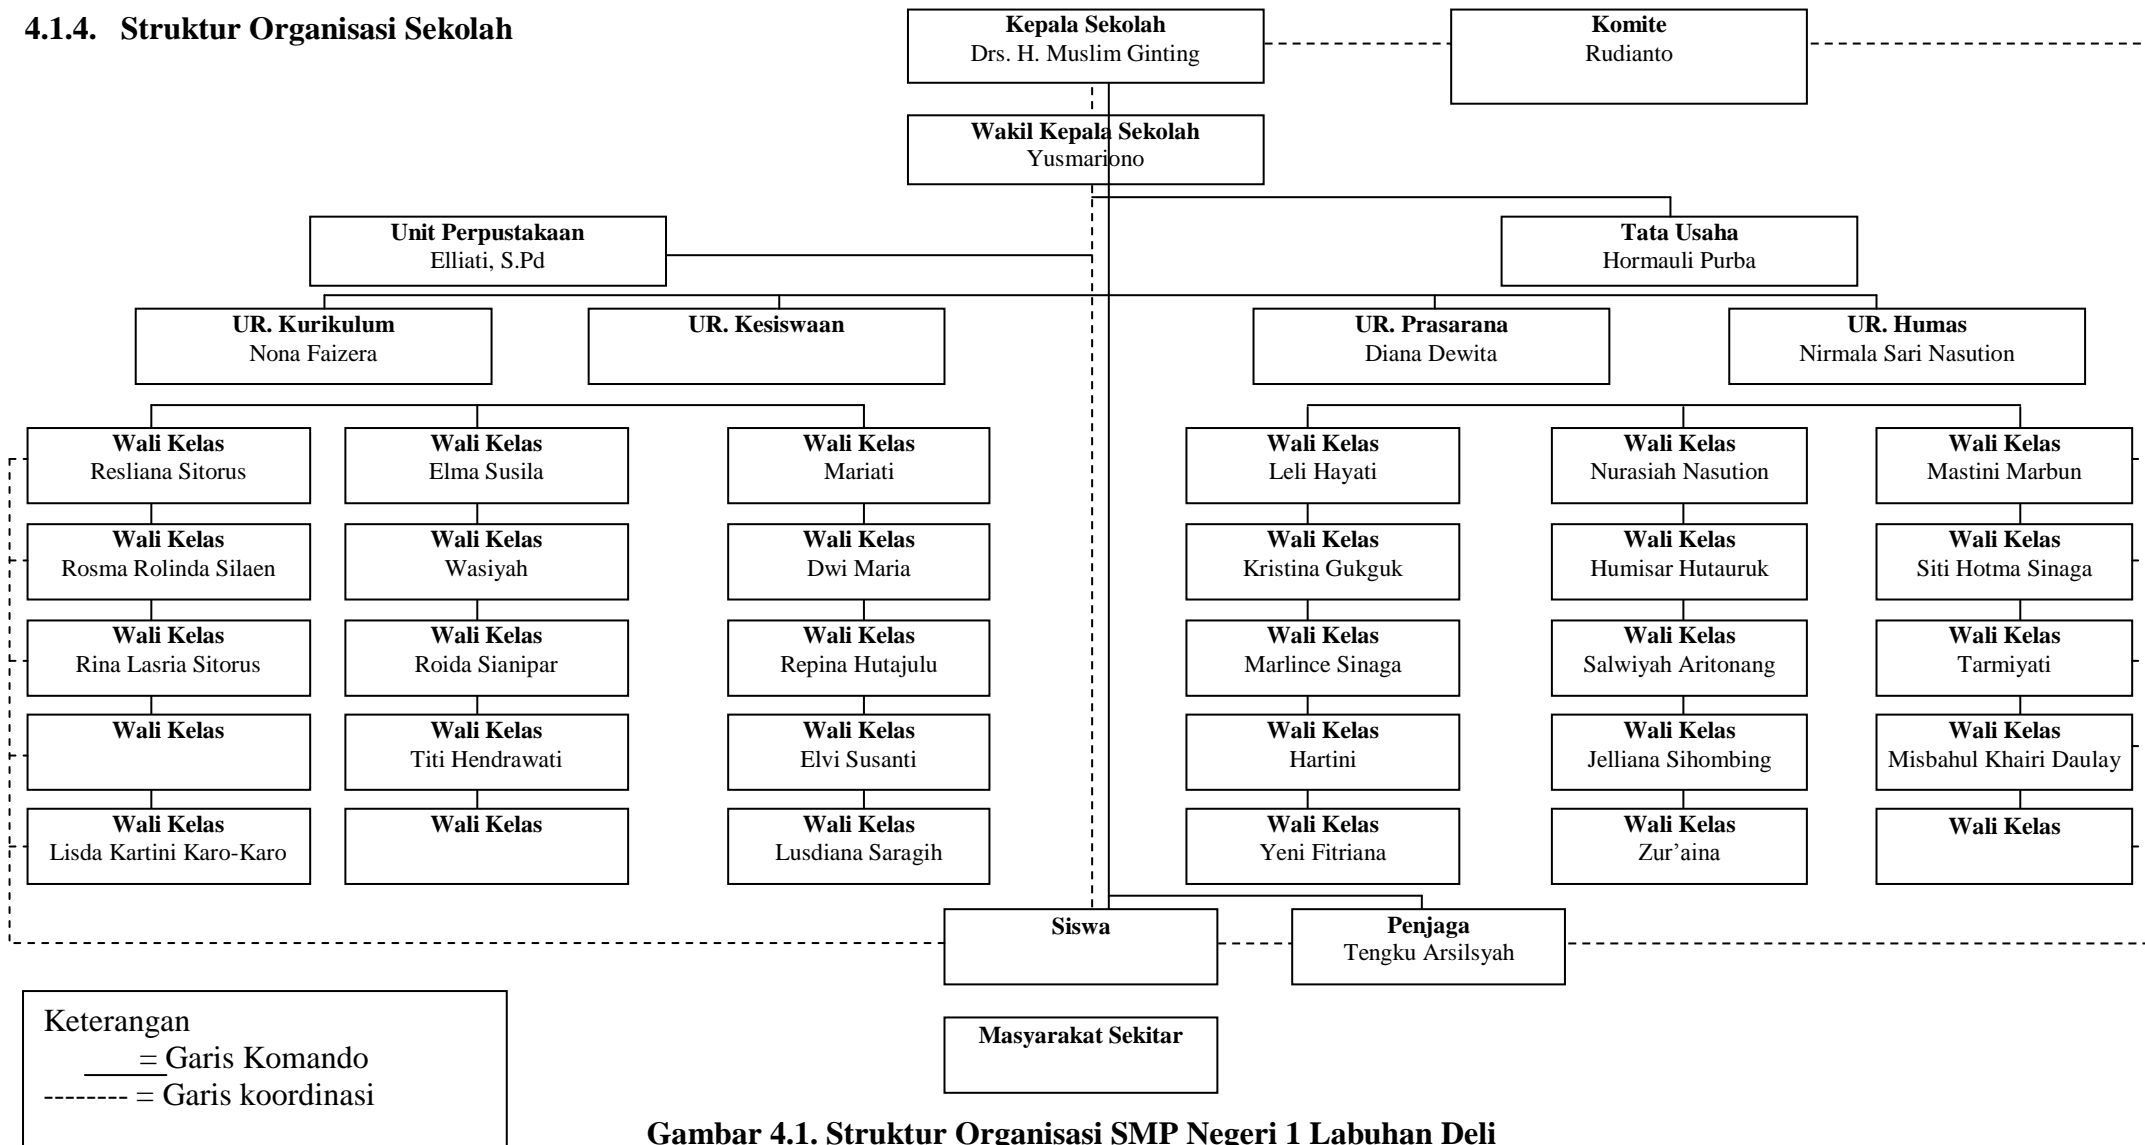 4.1.4. Struktur Organisasi Sekolah
Kepala Sekolah
Drs. H. Muslim Ginting
Komite
Rudianto
Wakil Kepala Sekolah
Yusmariono
Unit Perpustakaan
Elliati, S.Pd
Tata Usaha
Hormauli Purba
UR. Kurikulum
Nona Faizera
UR. Kesiswaan
UR. Prasarana
Diana Dewita
UR. Humas
Nirmala Sari Nasution
Wali Kelas
Resliana Sitorus
Wali Kelas
Elma Susila
Wali Kelas
Mariati
Wali Kelas
Leli Hayati
Wali Kelas
Nurasiah Nasution
Wali Kelas
Mastini Marbun
Wali Kelas
Rosma Rolinda Silaen
Wali Kelas
Wasiyah
Wali Kelas
Dwi Maria
Wali Kelas
Kristina Gukguk
Wali Kelas
Humisar Hutauruk
Wali Kelas
Siti Hotma Sinaga
Wali Kelas
Rina Lasria Sitorus
Wali Kelas
Roida Sianipar
Wali Kelas
Repina Hutajulu
Wali Kelas
Marlince Sinaga
Wali Kelas
Salwiyah Aritonang
Wali Kelas
Tarmiyati
Wali Kelas
Wali Kelas
Titi Hendrawati
Wali Kelas
Elvi Susanti
Wali Kelas
Hartini
Wali Kelas
Jelliana Sihombing
Wali Kelas
Misbahul Khairi Daulay
Wali Kelas
Lisda Kartini Karo-Karo
Wali Kelas
Wali Kelas
Lusdiana Saragih
Wali Kelas
Yeni Fitriana
Wali Kelas
Zur’aina
Wali Kelas
Siswa
Penjaga
Tengku Arsilsyah
Masyarakat Sekitar
Keterangan
= Garis Komando
-------- = Garis koordinasi
Gambar 4.1. Struktur Organisasi SMP Negeri 1 Labuhan Deli